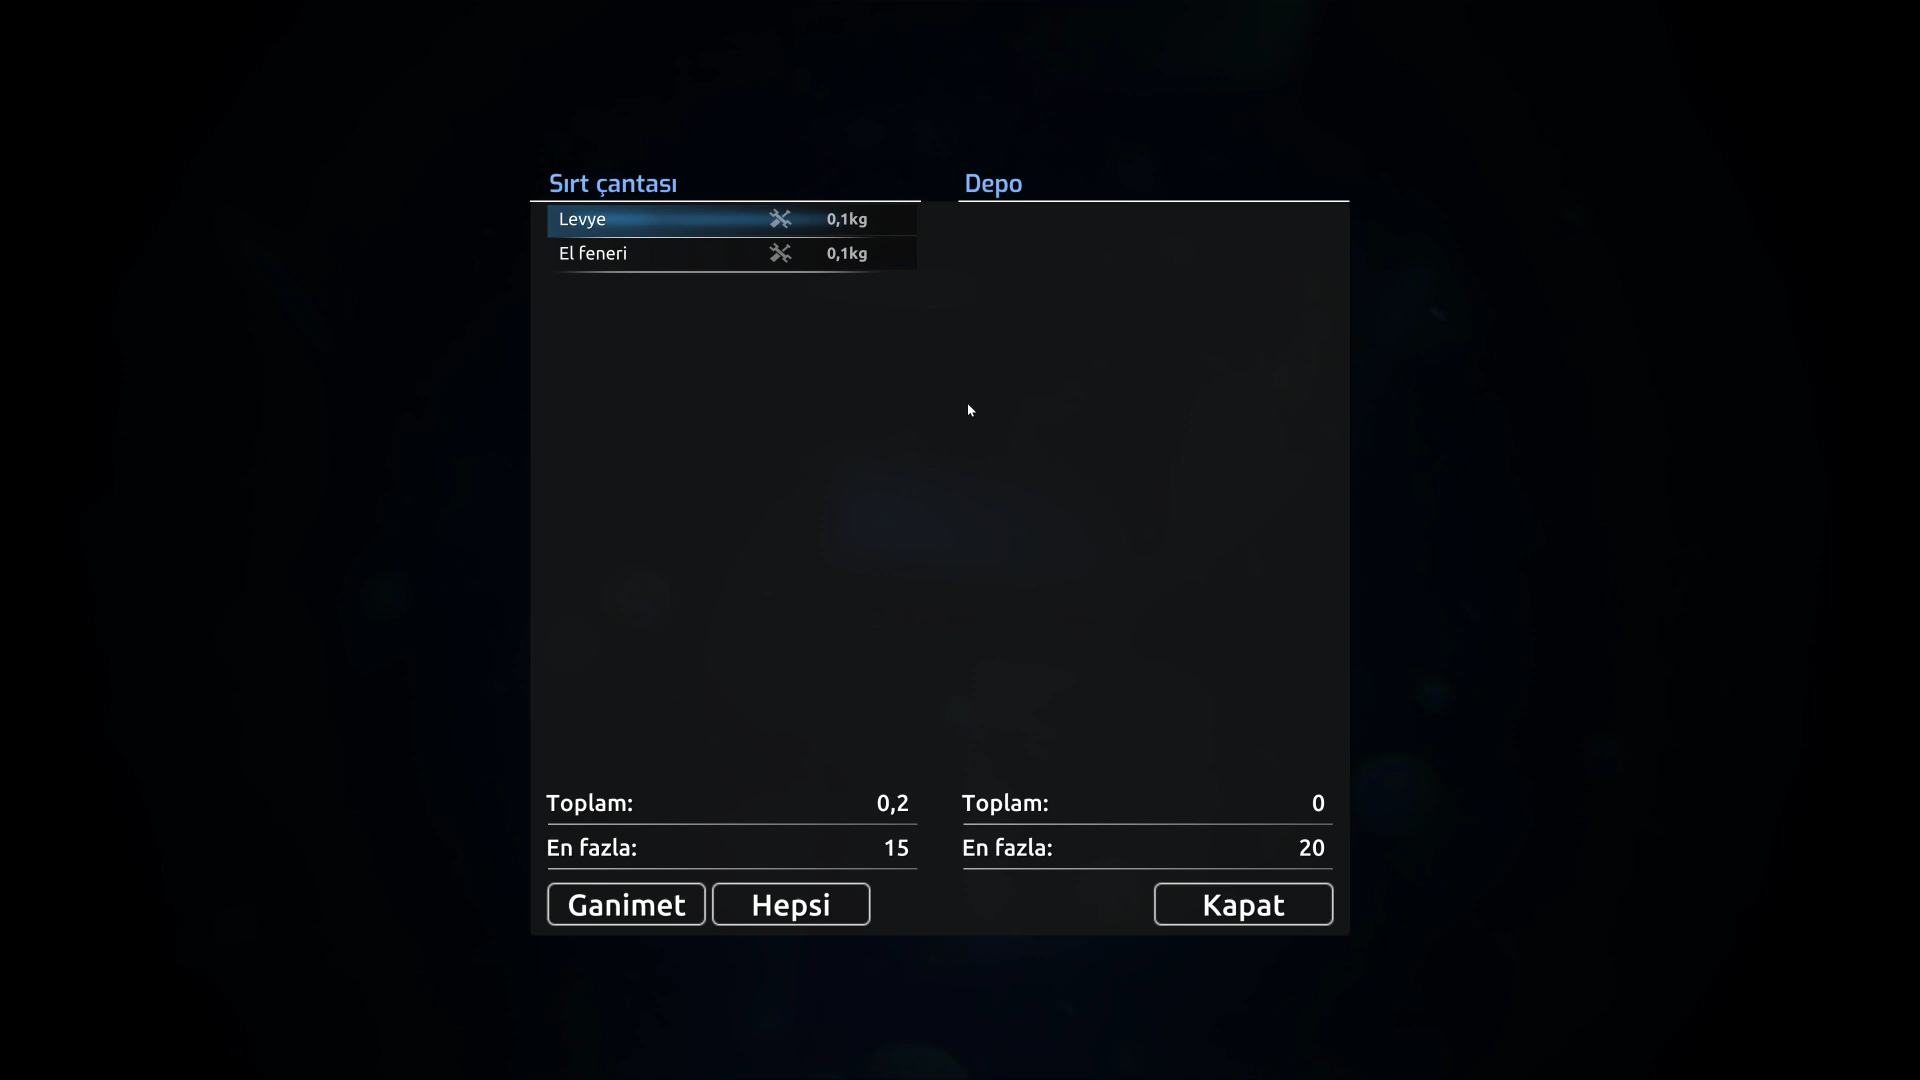 Sırt çantası
Levye 0,1kg
El feneri 0,1kg
Toplam: 0,2
En fazla: 15
Ganimet Hepsi
Depo
Toplam: 0
En fazla: 20
Kapat